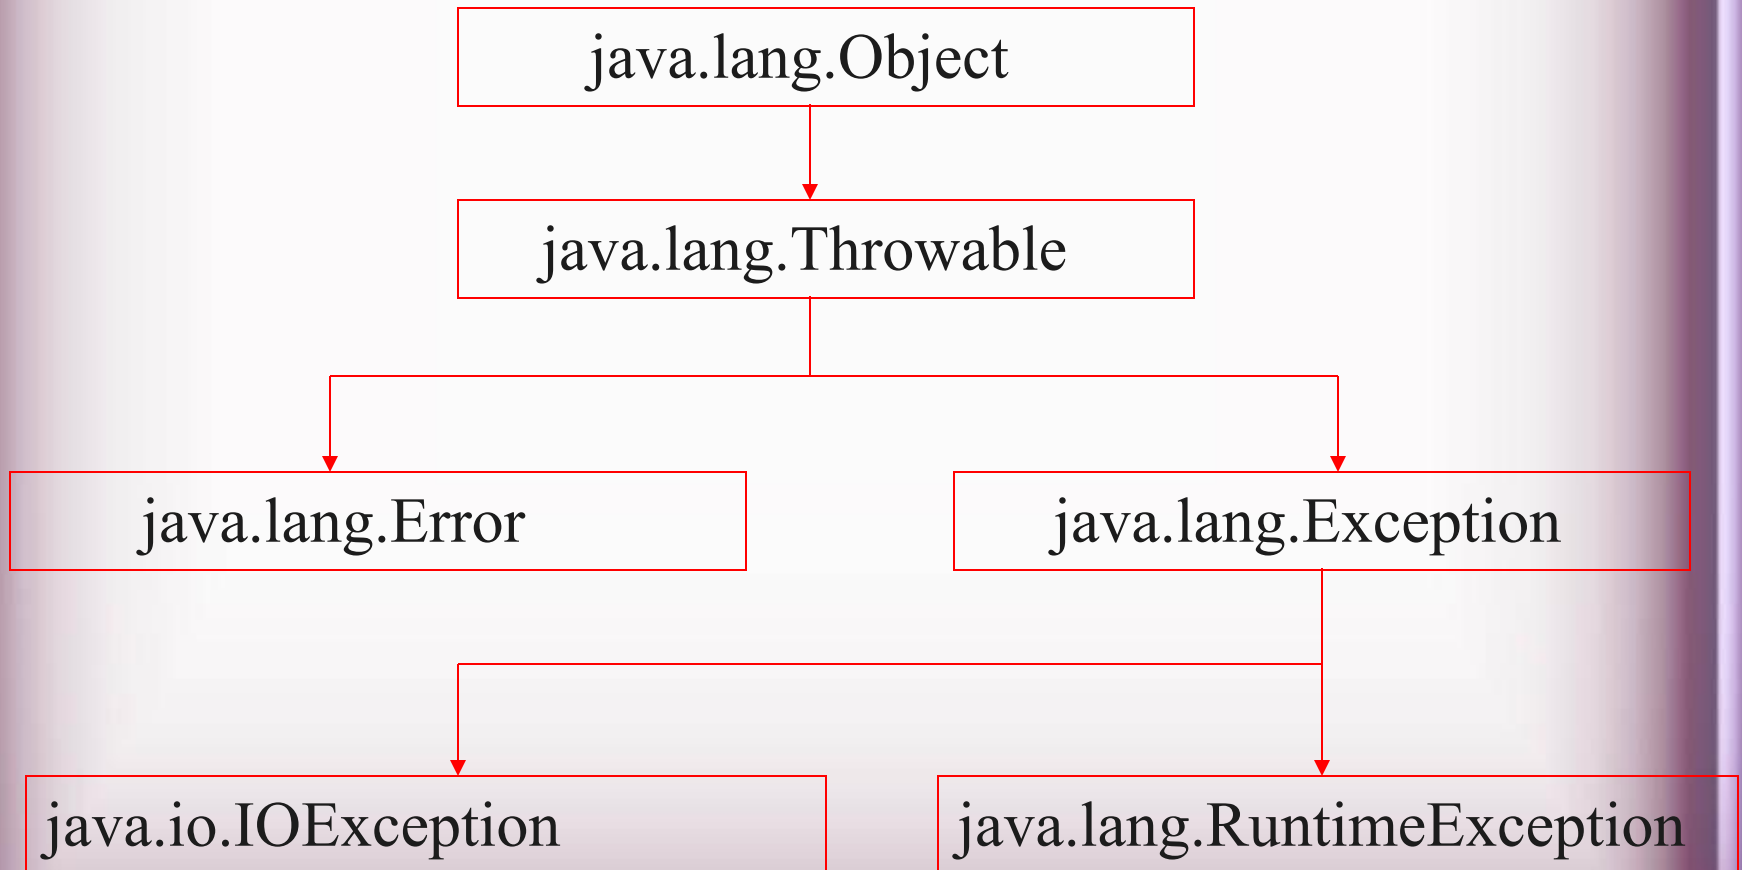 java.lang.Object
java.lang.Throwable
java.lang.Error
java.lang.Exception
java.io.IOException
java.lang.RuntimeException